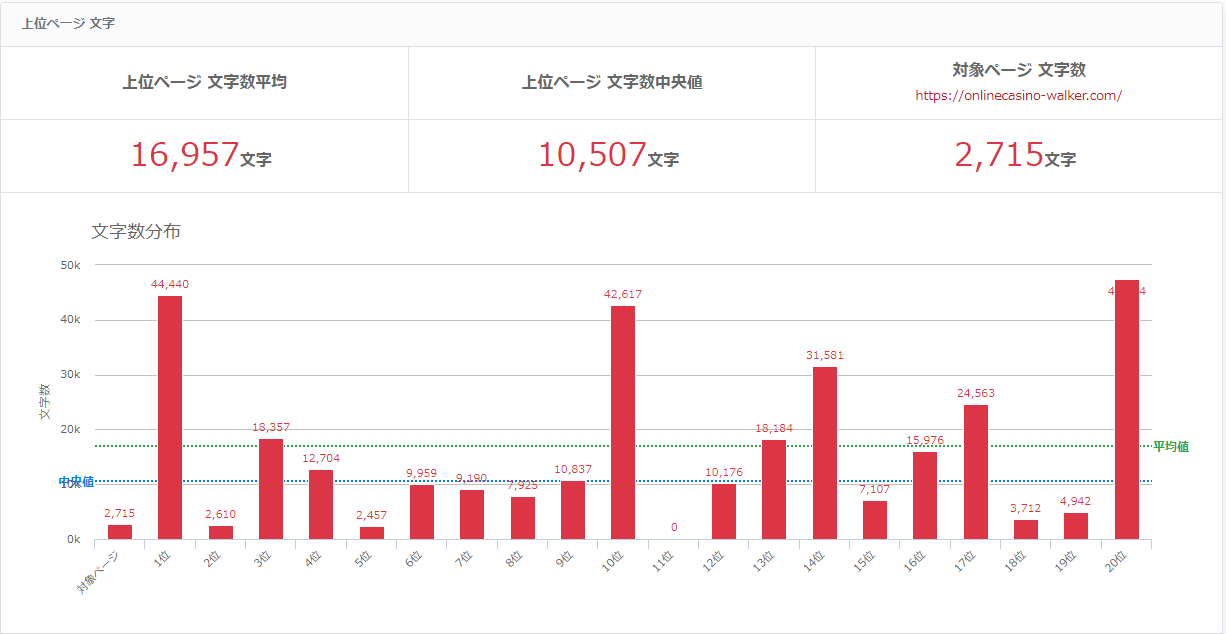 上位ページ 文字
上位ページ 文字数平均
上位ページ 文字数中央値
対象ページ 文字数
https://onlinecasino-walker.com/
16,957文字
10,507文字
2,715文字
文字数分布
文字数
50k
40k
30k
20k
10k
0k
平均値
中央値
2,715
44,440
2,610
18,357
12,704
2,457
9,959
9,190
7,925
10,837
42,617
0
10,176
18,184
31,581
7,107
15,976
24,563
3,712
4,942
対象ページ
1位
2位
3位
4位
5位
6位
7位
8位
9位
10位
11位
12位
13位
14位
15位
16位
17位
18位
19位
20位